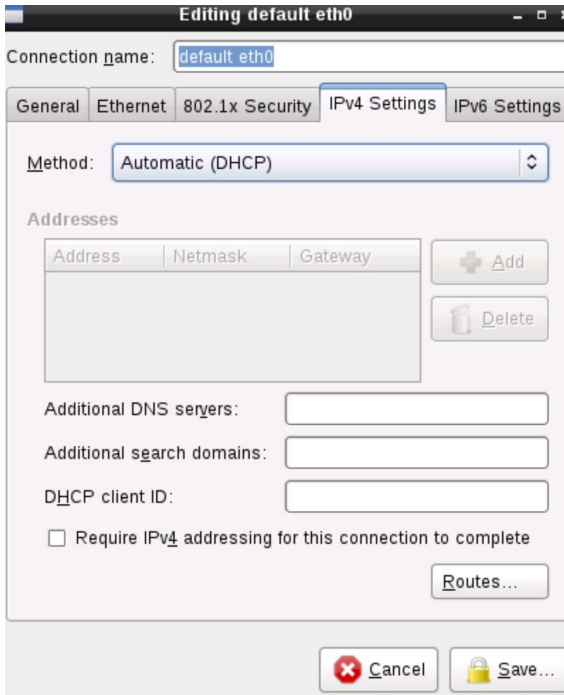 Editing default eth0
Connection name: default eth0
General Ethernet 802.1x Security IPv4 Settings IPv6 Settings
Method: Automatic (DHCP)
Addresses
Address Netmask Gateway
Add
Delete
Additional DNS servers:
Additional search domains:
DHCP client ID:
Require IPv4 addressing for this connection to complete
Routes...
Cancel Save...